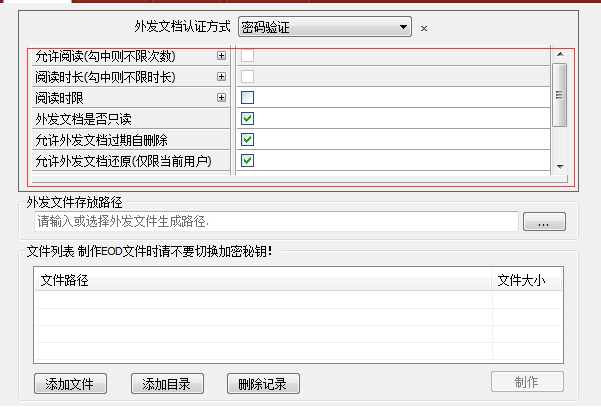 外发文档认证方式 密码验证 ×
允许阅读(勾中则不限次数)
阅读时长(勾中则不限时长)
阅读时限
外发文档是否只读
允许外发文档过期自删除
允许外发文档还原(仅限当前用户)
外发文件存放路径
请输入或选择外发文件生成路径. ...
文件列表 制作EOD文件时请不要切换加密秘钥!
文件路径 文件大小
添加文件 添加目录 删除记录 制作